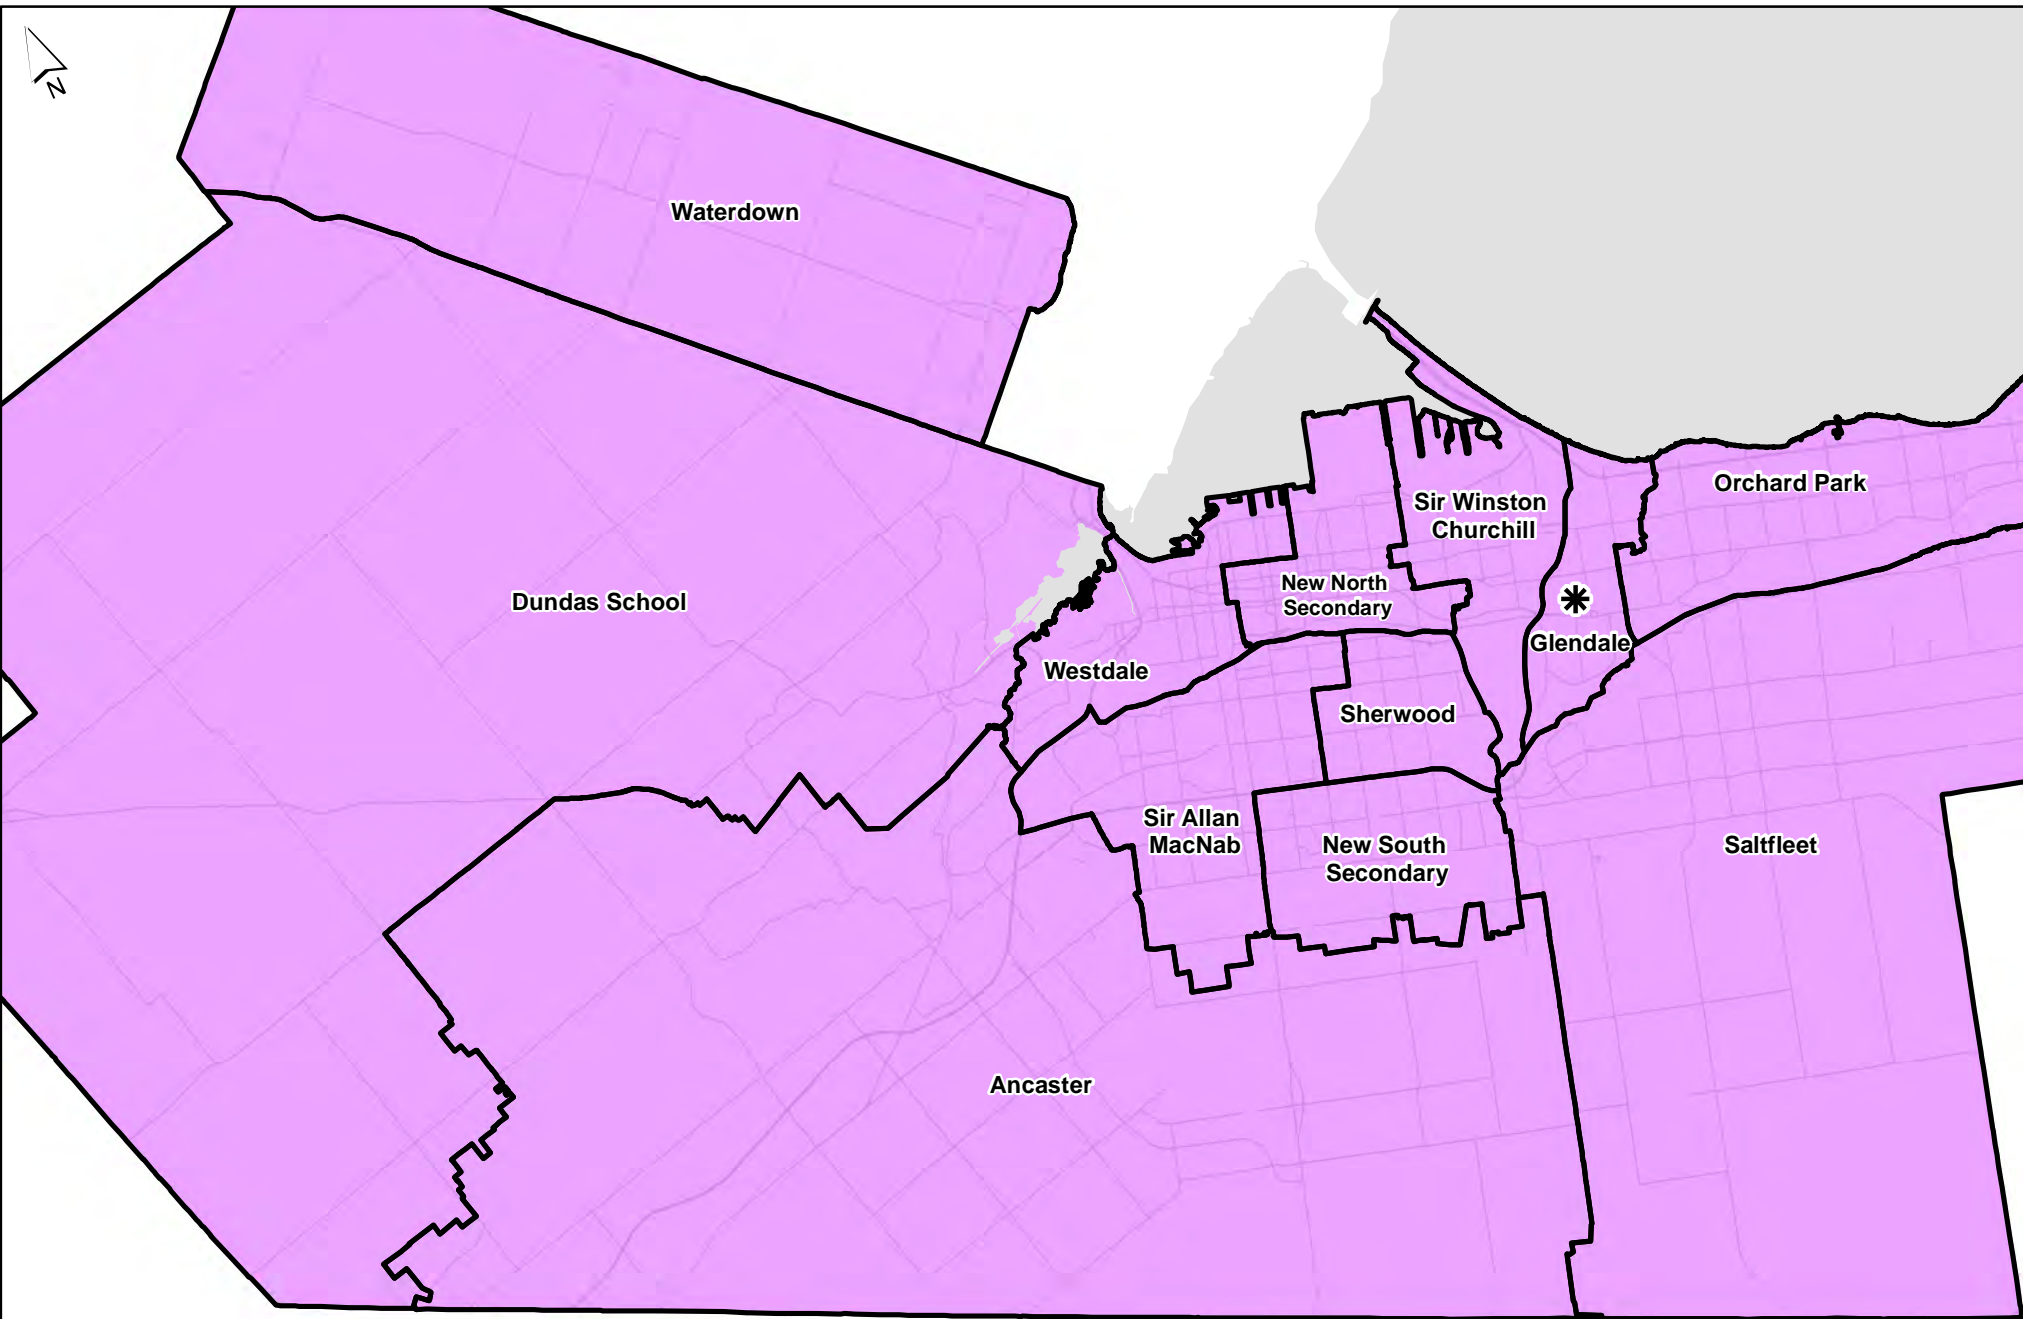 N
Waterdown
Orchard Park
Sir Winston
Churchill
New North
Secondary
Dundas School
Glendale
Westdale
Sherwood
Sir Allan
MacNab
New South
Secondary
Saltfleet
Ancaster